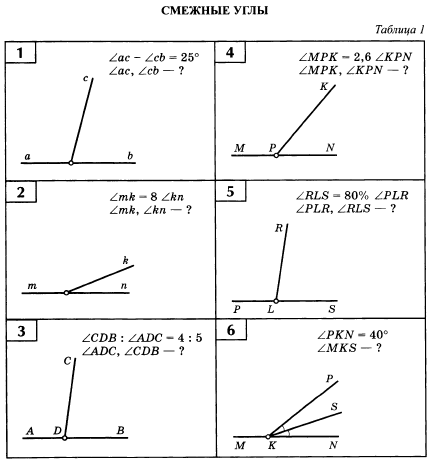 СМЕЖНЫЕ УГЛЫ
Таблица 1
1
∠ac − ∠cb = 25°
∠ac, ∠cb — ?
c
a
b
4
∠MPK = 2,6 ∠KPN
∠MPK, ∠KPN — ?
K
M P N
2
∠mk = 8 ∠kn
∠mk, ∠kn — ?
k
m n
5
∠RLS = 80% ∠PLR
∠PLR, ∠RLS — ?
R
P L S
3
∠CDB : ∠ADC = 4 : 5
∠ADC, ∠CDB — ?
C
A D B
6
∠PKN = 40°
∠MKS — ?
P
S
M K N